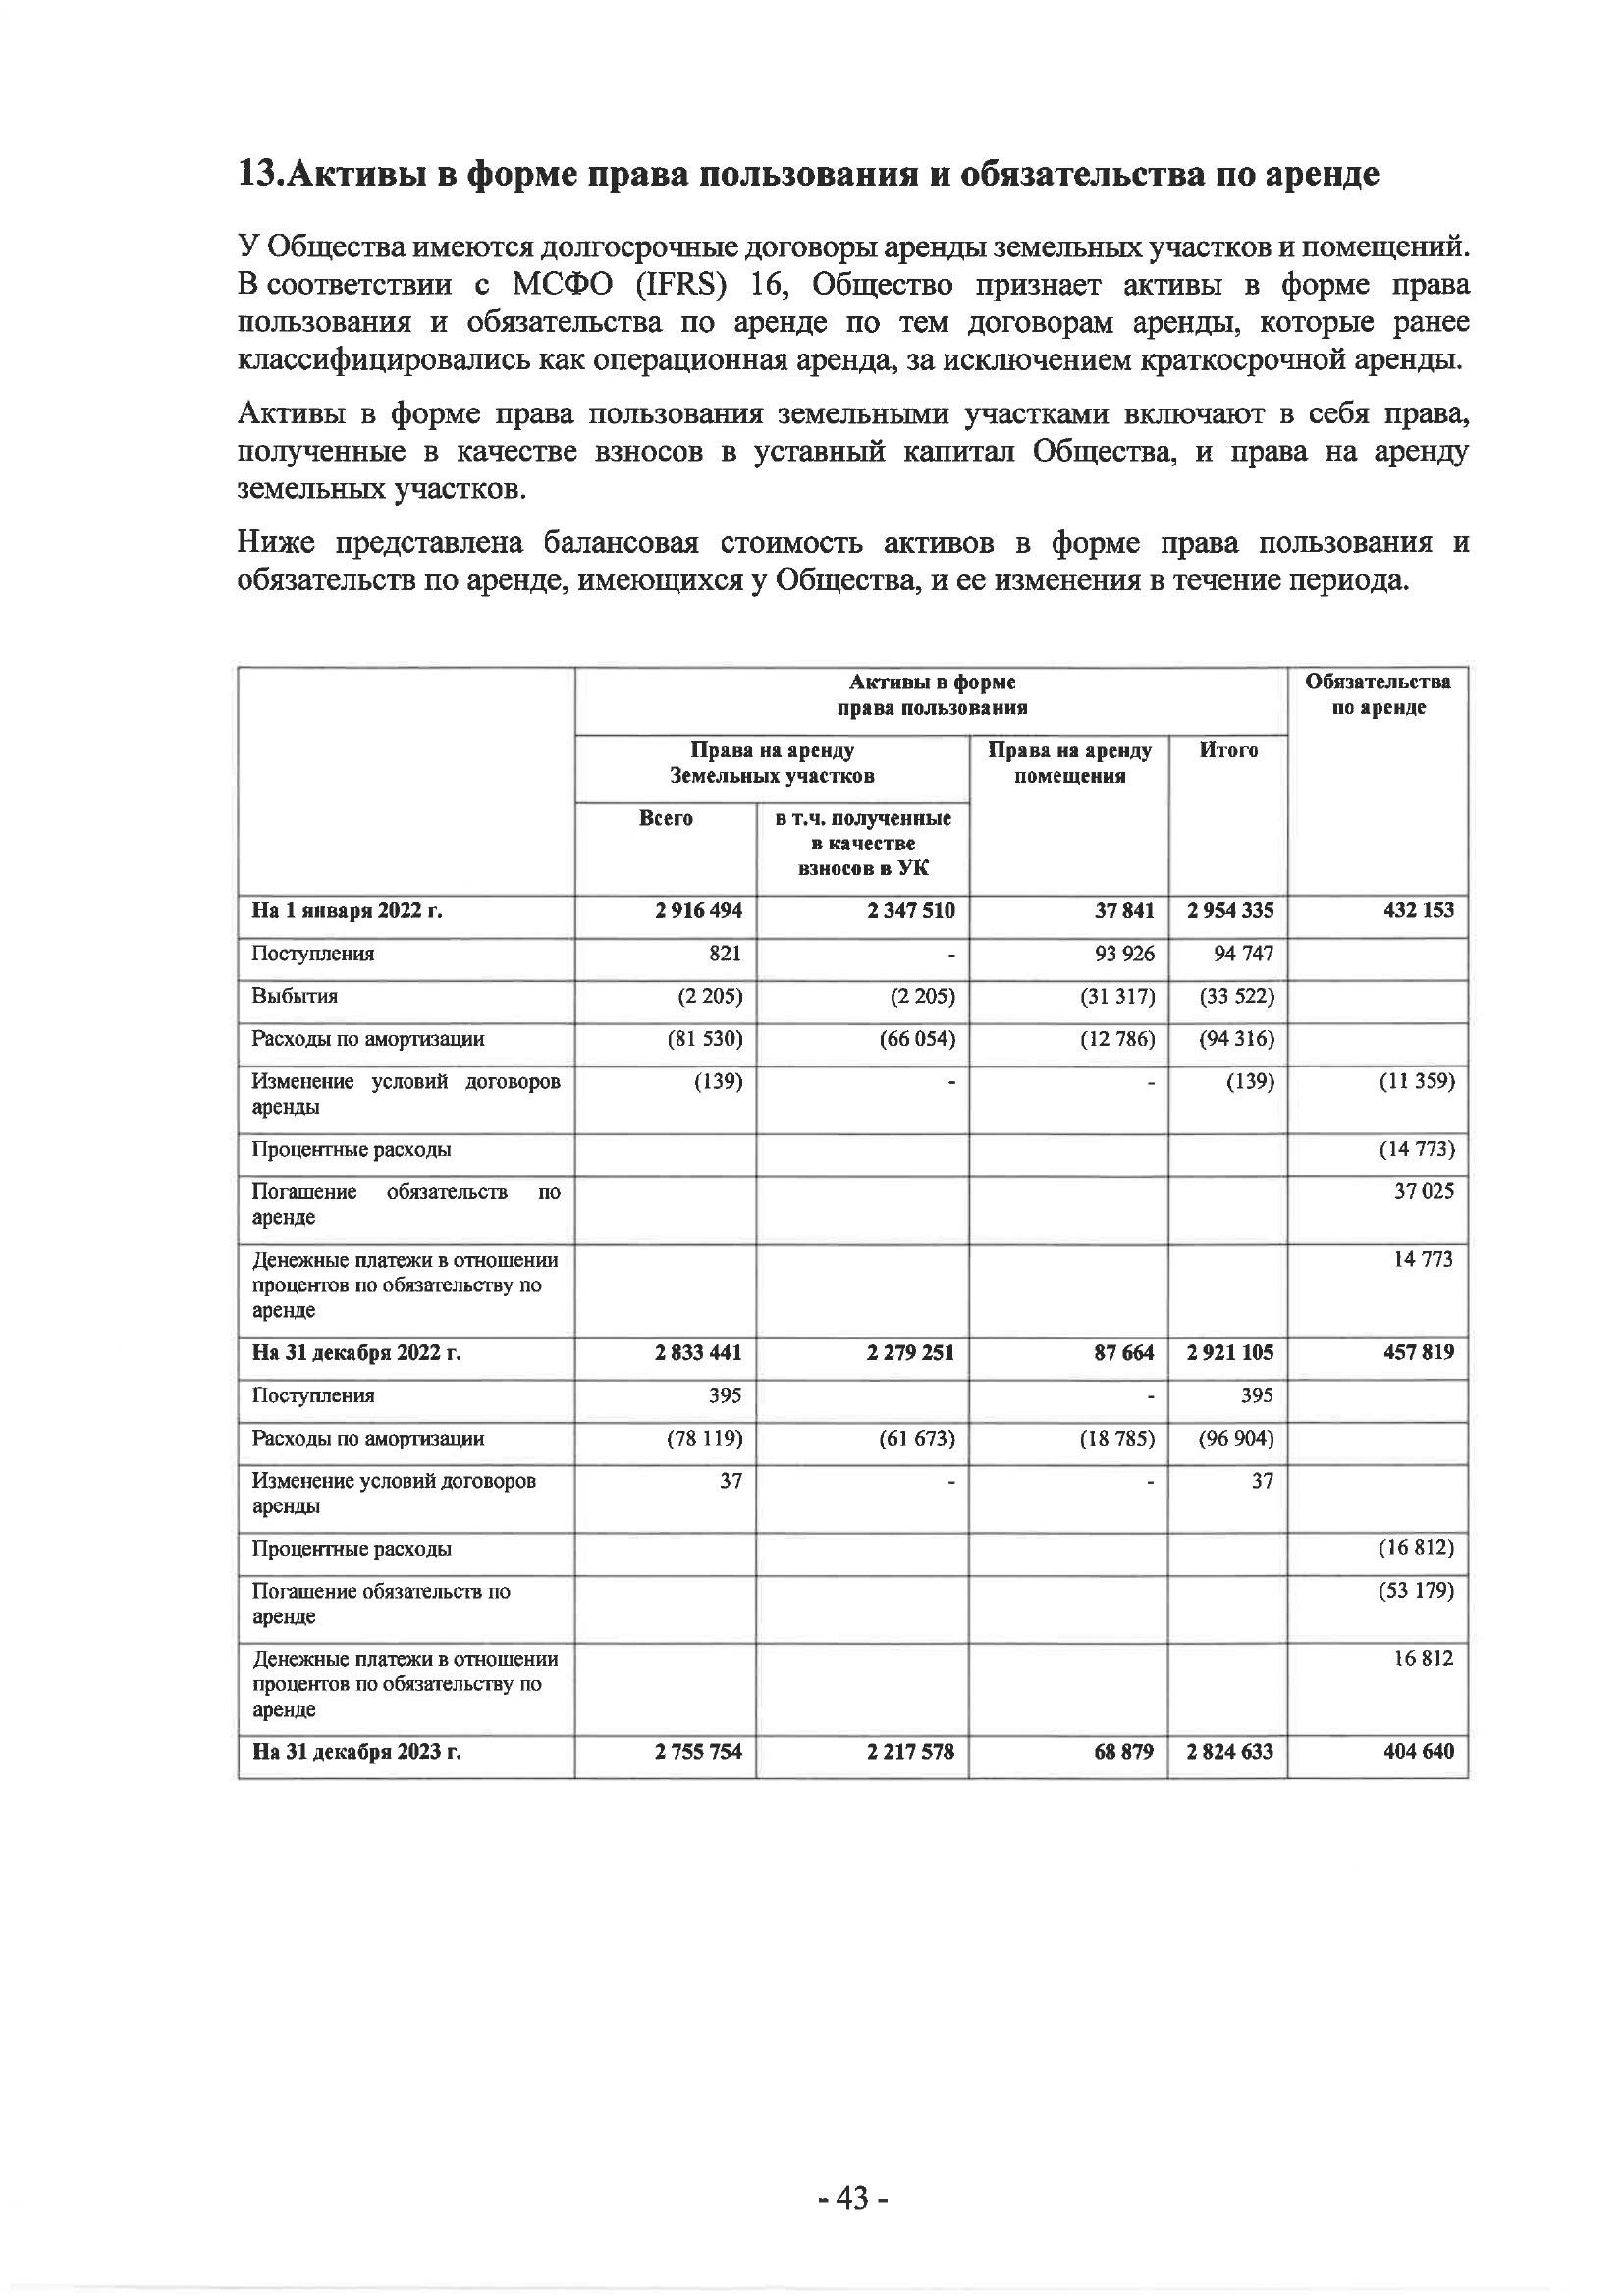 13.Активы в форме права пользования и обязательства по аренде
У Общества имеются долгосрочные договоры аренды земельных участков и помещений.
В соответствии с МСФО (IFRS) 16, Общество признает активы в форме права
пользования и обязательства по аренде по тем договорам аренды, которые ранее
классифицировались как операционная аренда, за исключением краткосрочной аренды.
Активы в форме права пользования земельными участками включают в себя права,
полученные в качестве взносов в уставный капитал Общества, и права на аренду
земельных участков.
Ниже представлена балансовая стоимость активов в форме права пользования и
обязательств по аренде, имеющихся у Общества, и ее изменения в течение периода.
Активы в форме
права пользования
Обязательства
по аренде
Права на аренду
Земельных участков
Права на аренду
помещения
Итого
Всего
в т.ч. полученные
в качестве
взносов в УК
На 1 января 2022 г. 2 916 494 2 347 510 37 841 2 954 335 432 153
Поступления 821 - 93 926 94 747
Выбытия (2 205) (2 205) (31 317) (33 522)
Расходы по амортизации (81 530) (66 054) (12 786) (94 316)
Изменение условий договоров (139) - - (139) (11 359)
аренды
Процентные расходы (14 773)
Погашение обязательств по 37 025
аренде
Денежные платежи в отношении 14 773
процентов по обязательству по
аренде
На 31 декабря 2022 г. 2 833 441 2 279 251 87 664 2 921 105 457 819
Поступления 395 - 395
Расходы по амортизации (78 119) (61 673) (18 785) (96 904)
Изменение условий договоров 37 - - 37
аренды
Процентные расходы (16 812)
Погашение обязательств по (53 179)
аренде
Денежные платежи в отношении 16 812
процентов по обязательству по
аренде
На 31 декабря 2023 г. 2 755 754 2 217 578 68 879 2 824 633 404 640
- 43 -